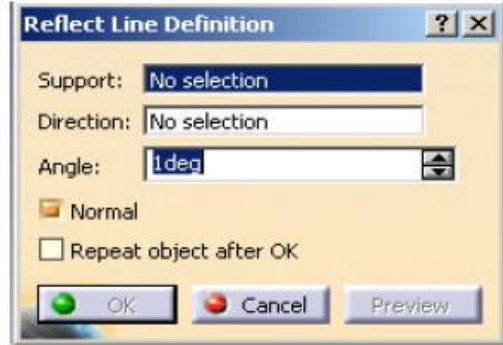 Reflect Line Definition ? X
Support: No selection
Direction: No selection
Angle: 1deg
Normal
Repeat object after OK
OK Cancel Preview